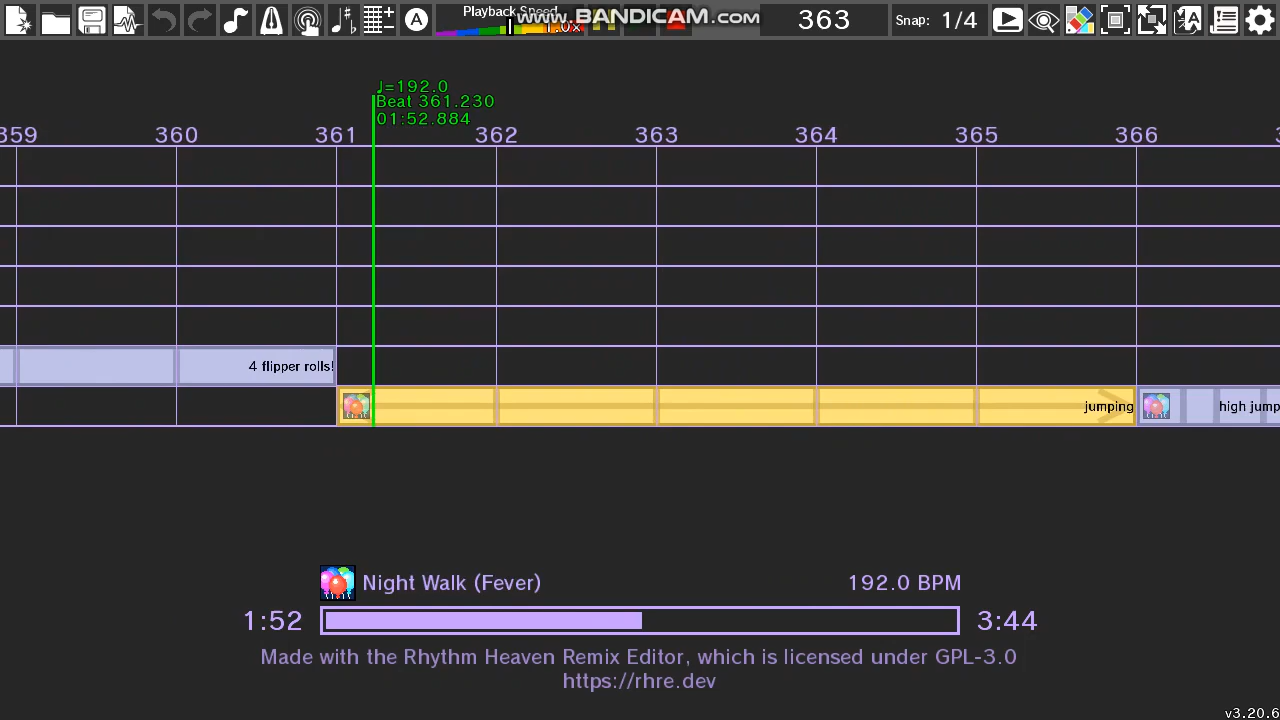 Playback Speed
1.0x
www.BANDICAM.com
363
Snap: 1/4
♩=192.0
Beat 361.230
01:52.884
359 360 361 362 363 364 365 366
4 flipper rolls!
jumping
high jump
Night Walk (Fever) 192.0 BPM
1:52 3:44
Made with the Rhythm Heaven Remix Editor, which is licensed under GPL-3.0
https://rhre.dev
v3.20.6